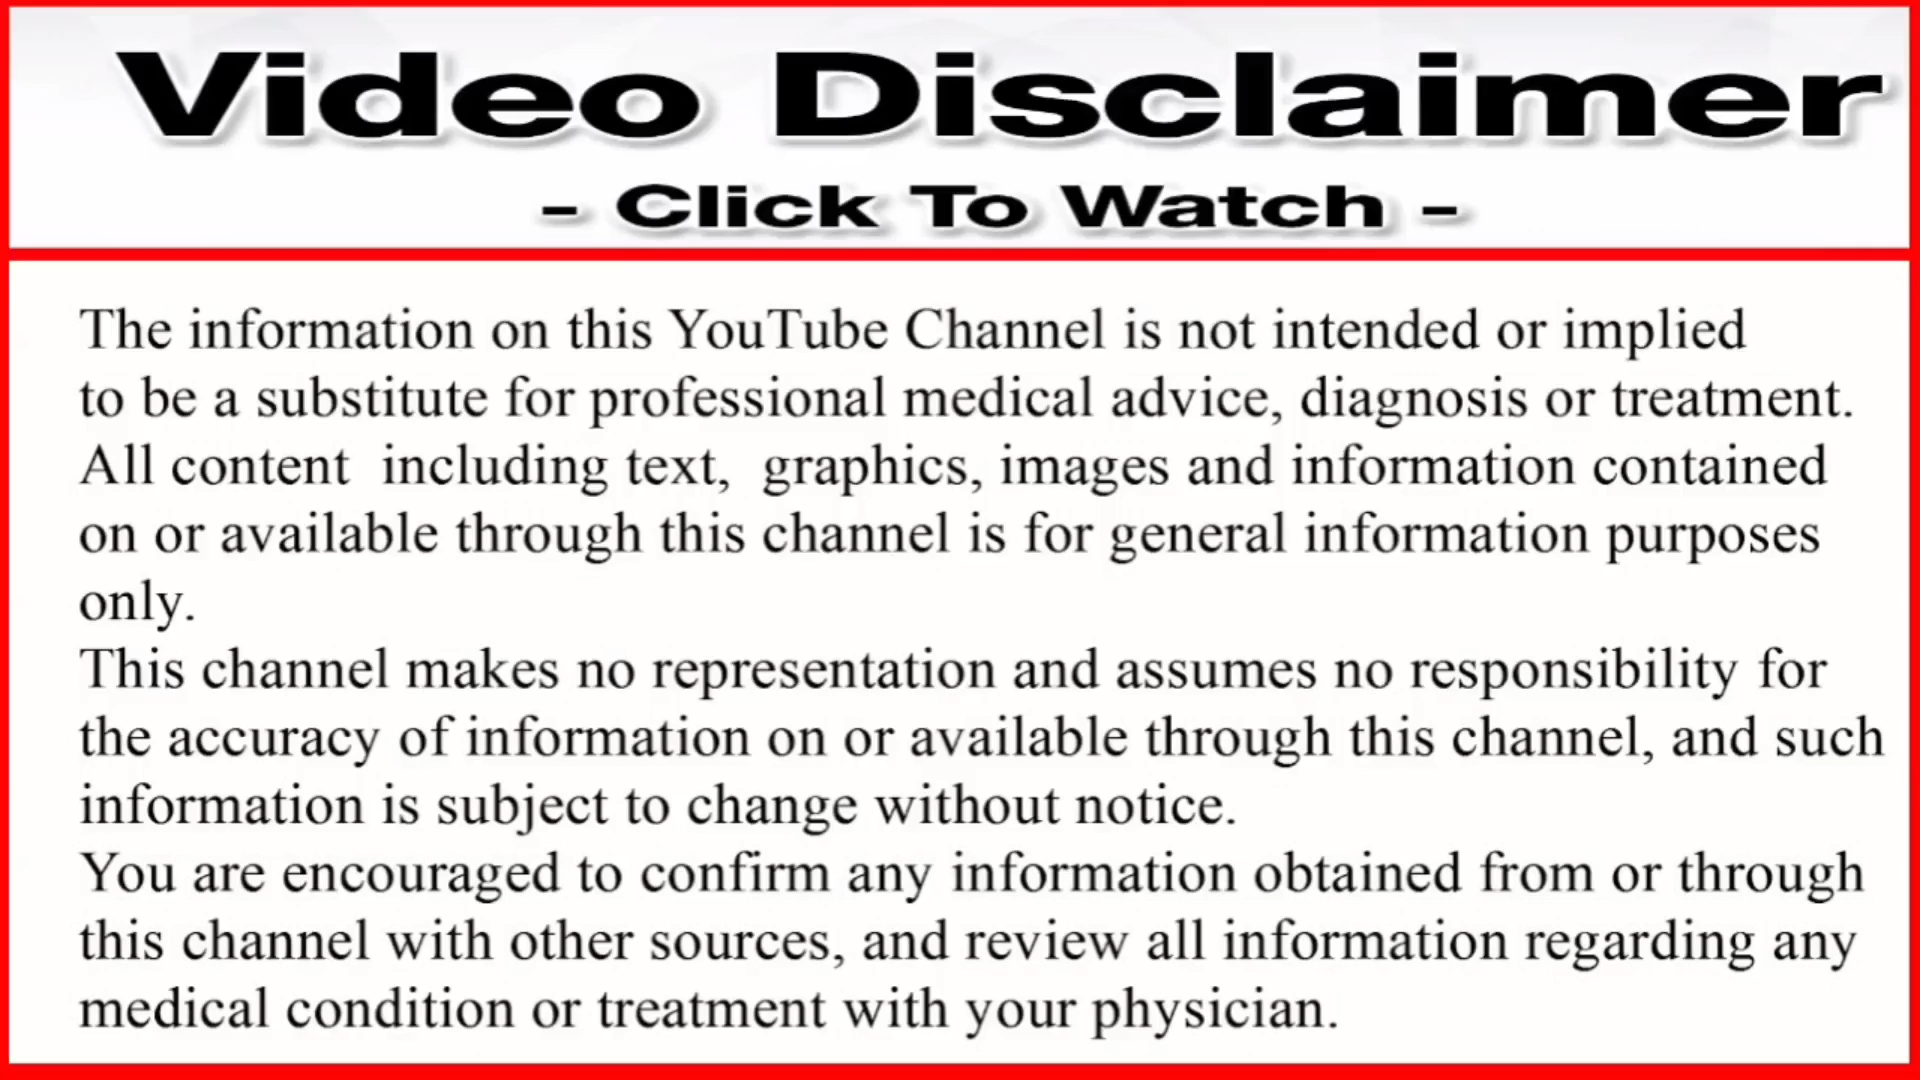 Video Disclaimer
- Click To Watch -
The information on this YouTube Channel is not intended or implied
to be a substitute for professional medical advice, diagnosis or treatment.
All content  including text,  graphics, images and information contained
on or available through this channel is for general information purposes
only.
This channel makes no representation and assumes no responsibility for
the accuracy of information on or available through this channel, and such
information is subject to change without notice.
You are encouraged to confirm any information obtained from or through
this channel with other sources, and review all information regarding any
medical condition or treatment with your physician.